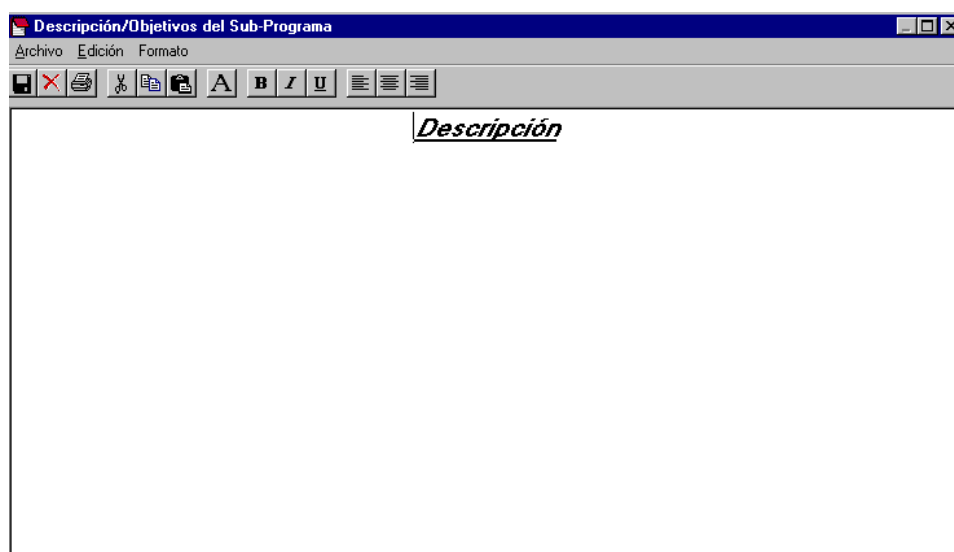 Descripción/Objetivos del Sub-Programa
Archivo Edición Formato
A B I U
Descripción